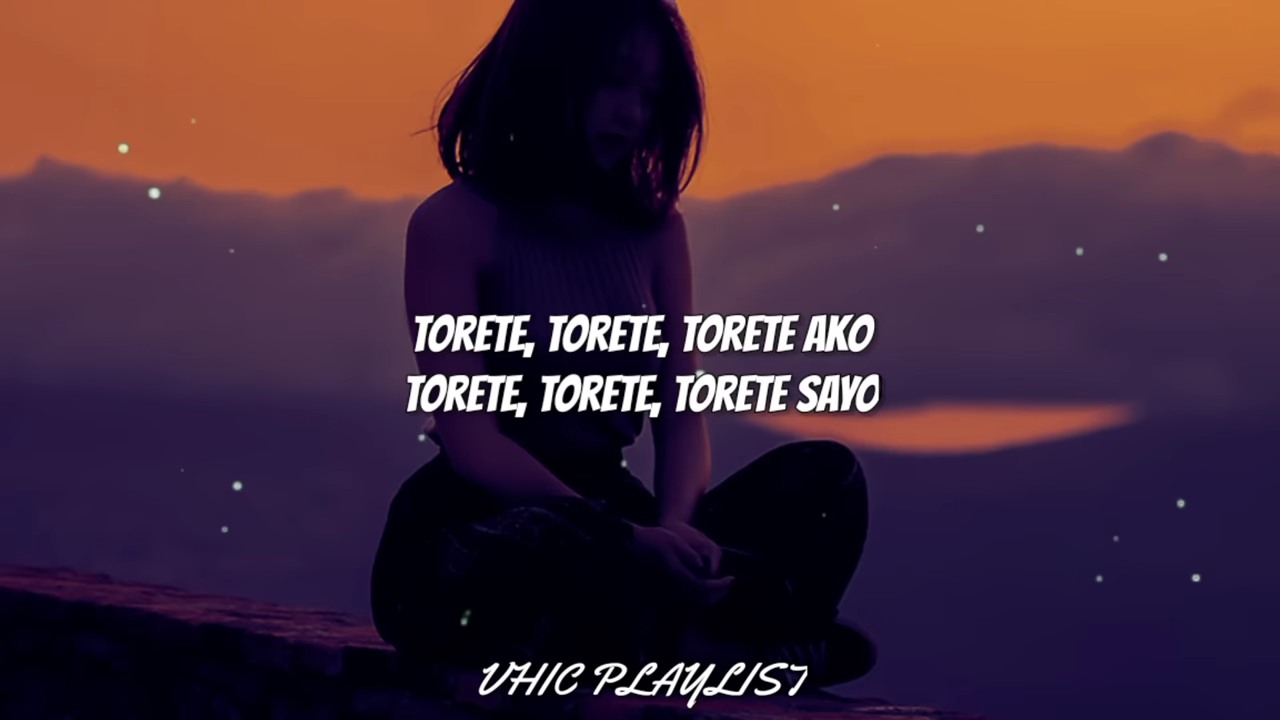 TORETE, TORETE, TORETE AKO
TORETE, TORETE, TORETE SAYO
VHIC PLAYLIST